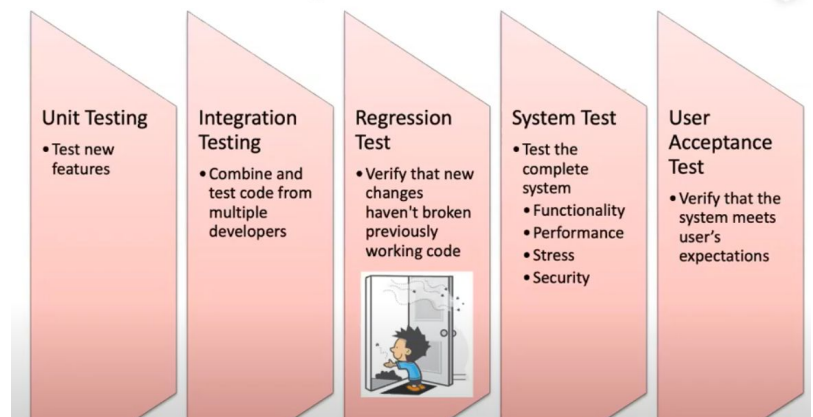 Unit Testing
• Test new
features
Integration
Testing
• Combine and
test code from
multiple
developers
Regression
Test
• Verify that new
changes
haven't broken
previously
working code
System Test
• Test the
complete
system
• Functionality
• Performance
• Stress
• Security
User
Acceptance
Test
• Verify that the
system meets
user's
expectations